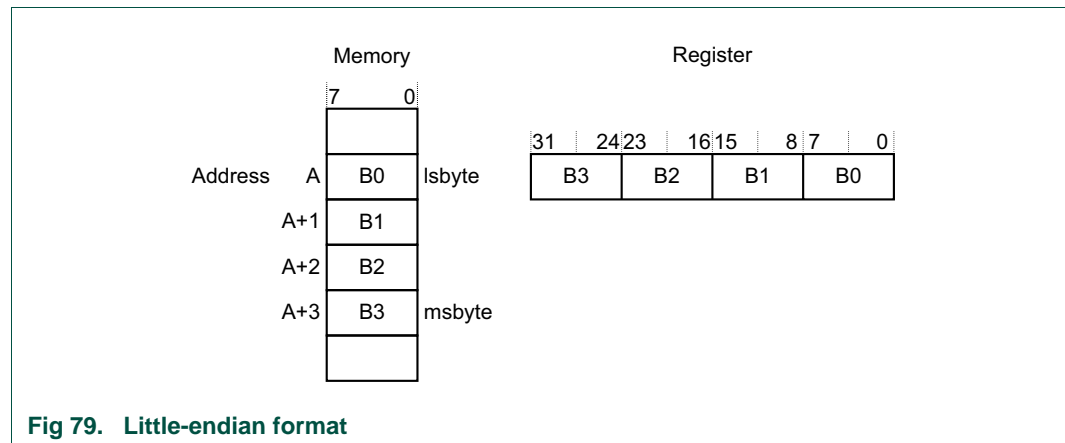 Memory
Register
7 0
31 24 23 16 15 8 7 0
Address A B0 lsbyte
B3 B2 B1 B0
A+1 B1
A+2 B2
A+3 B3 msbyte
Fig 79. Little-endian format